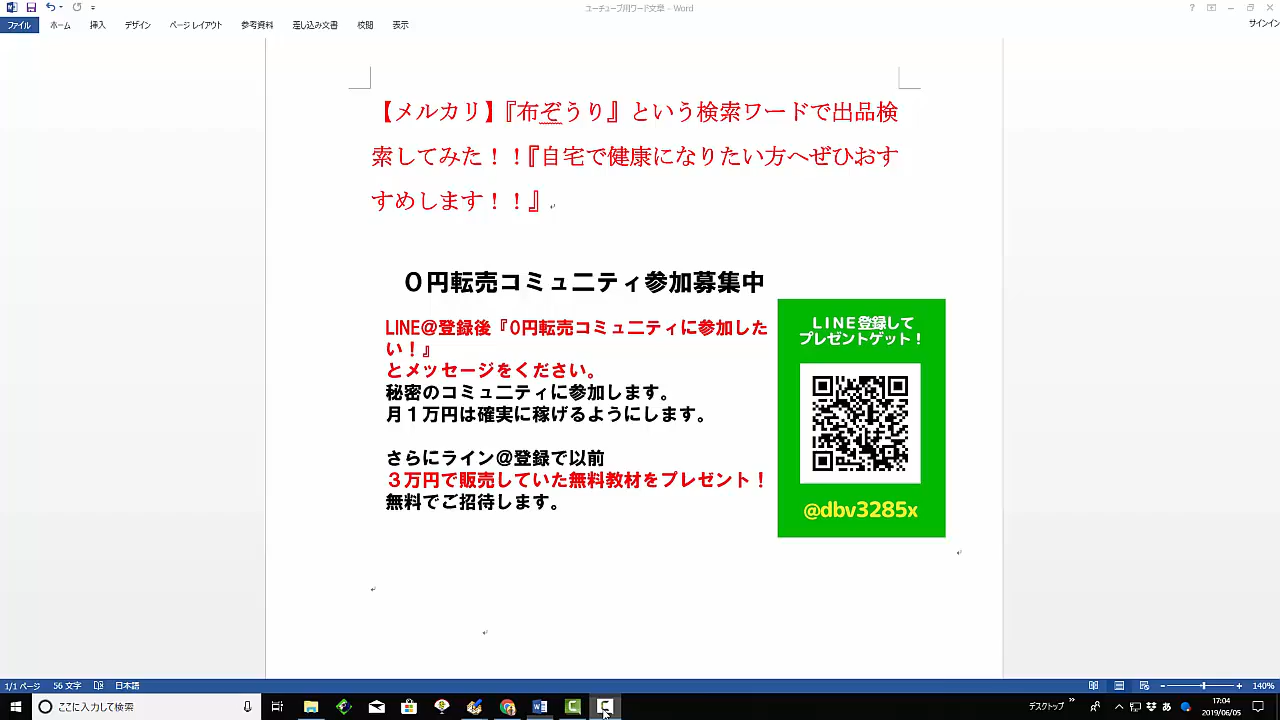 ユーチューブ用ワード文章 - Word
サインイン
ファイル ホーム 挿入 デザイン ページ レイアウト 参考資料 差し込み文書 校閲 表示
【メルカリ】『布ぞうり』という検索ワードで出品検
索してみた！！『自宅で健康になりたい方へぜひおす
すめします！！』
０円転売コミュニティ参加募集中
LINE@登録後『０円転売コミュニティに参加した
い！』
とメッセージをください。
秘密のコミュニティに参加します。
月１万円は確実に稼げるようにします。
さらにライン@登録で以前
３万円で販売していた無料教材をプレゼント！
無料でご招待します。
ＬＩＮＥ登録して
プレゼントゲット！
@dbv3285x
1/1 ページ 56 文字 日本語 140%
ここに入力して検索 デスクトップ あ 17:04
2019/06/05